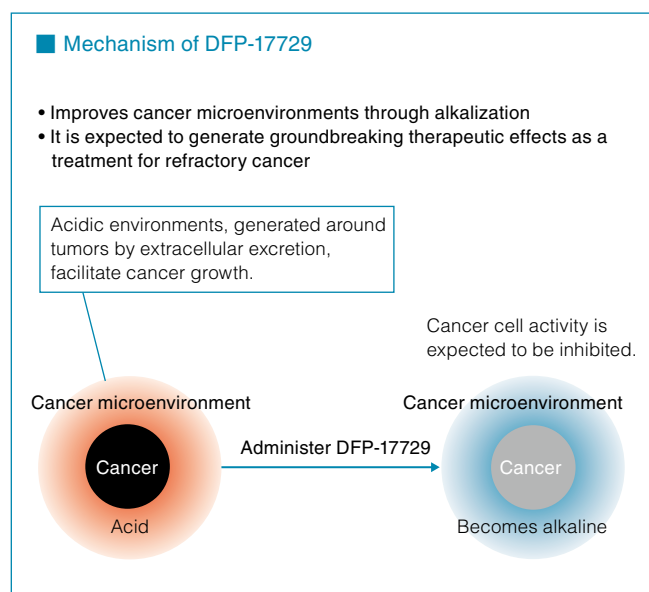 Mechanism of DFP-17729
• Improves cancer microenvironments through alkalization
• It is expected to generate groundbreaking therapeutic effects as a
treatment for refractory cancer
Acidic environments, generated around
tumors by extracellular excretion,
facilitate cancer growth.
Cancer cell activity is
expected to be inhibited.
Cancer microenvironment
Cancer
Acid
Administer DFP-17729
Cancer microenvironment
Cancer
Becomes alkaline